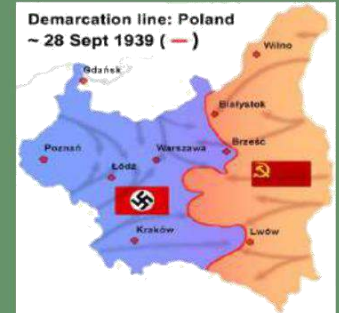 Demarcation line: Poland
~ 28 Sept 1939 ( — )
Wilno
Gdańsk
Białystok
Poznań
Warszawa
Brześć
Łódź
Kraków
Lwów